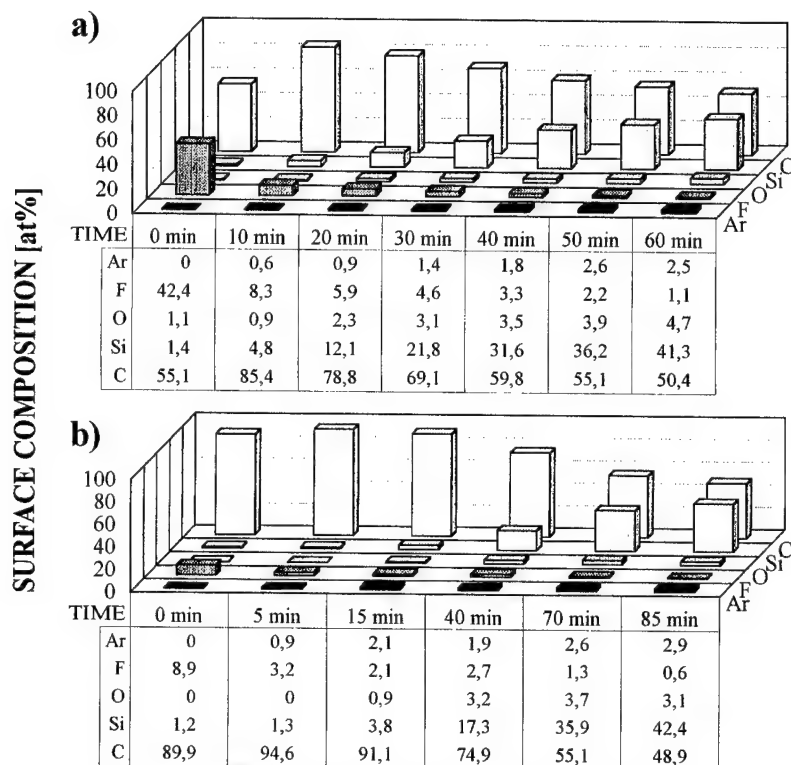 a)
100
80
60
40
20
0
C
Si
O
F
Ar
TIME 0 min 10 min 20 min 30 min 40 min 50 min 60 min
Ar 0 0,6 0,9 1,4 1,8 2,6 2,5
F 42,4 8,3 5,9 4,6 3,3 2,2 1,1
O 1,1 0,9 2,3 3,1 3,5 3,9 4,7
Si 1,4 4,8 12,1 21,8 31,6 36,2 41,3
C 55,1 85,4 78,8 69,1 59,8 55,1 50,4
SURFACE COMPOSITION [at%]
b)
100
80
60
40
20
0
C
Si
O
F
Ar
TIME 0 min 5 min 15 min 40 min 70 min 85 min
Ar 0 0,9 2,1 1,9 2,6 2,9
F 8,9 3,2 2,1 2,7 1,3 0,6
O 0 0 0,9 3,2 3,7 3,1
Si 1,2 1,3 3,8 17,3 35,9 42,4
C 89,9 94,6 91,1 74,9 55,1 48,9